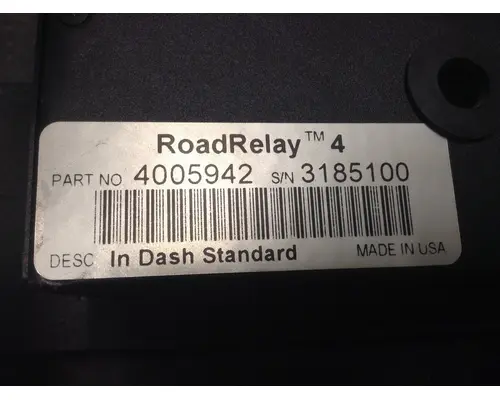 RoadRelay™ 4
PART NO 4005942 S/N 3185100
DESC In Dash Standard MADE IN USA